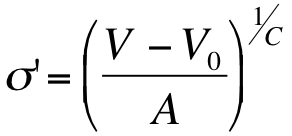 σ' = ((V − V₀) / A)^(1/C)